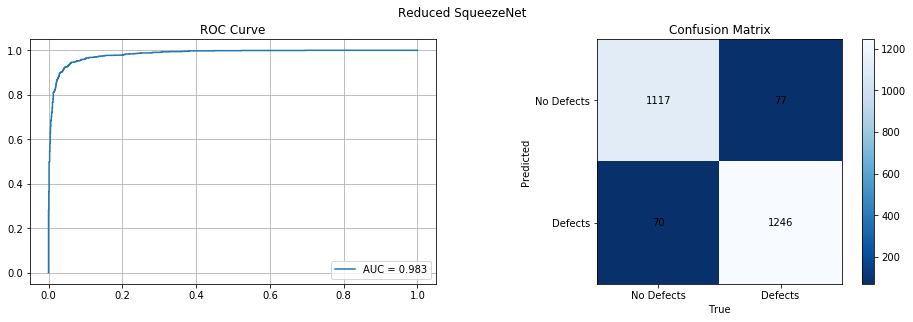 Reduced SqueezeNet
ROC Curve
1.0
0.8
0.6
0.4
0.2
0.0
0.0 0.2 0.4 0.6 0.8 1.0
AUC = 0.983
Confusion Matrix
Predicted
No Defects
Defects
1117 77
70 1246
No Defects Defects
True
1200
1000
800
600
400
200